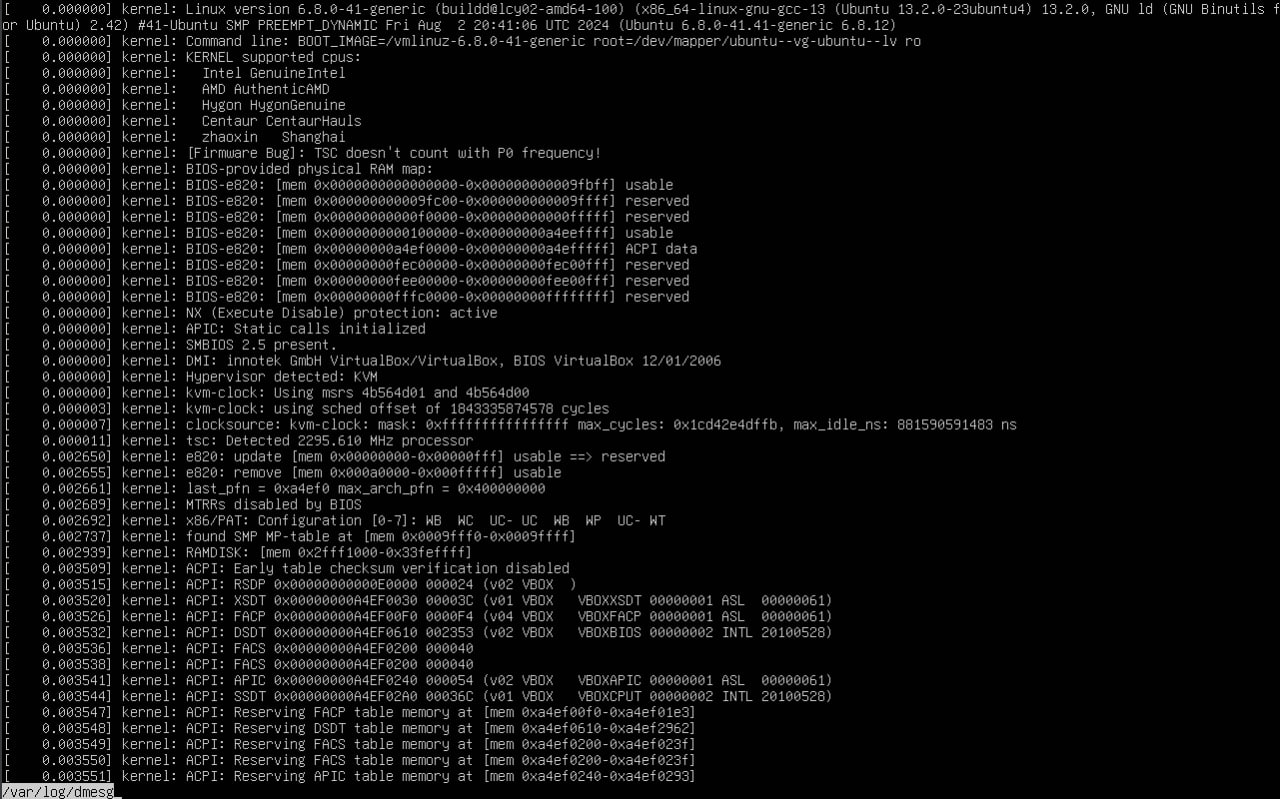 [    0.000000] kernel: Linux version 6.8.0-41-generic (buildd@lcy02-amd64-100) (x86_64-linux-gnu-gcc-13 (Ubuntu 13.2.0-23ubuntu4) 13.2.0, GNU ld (GNU Binutils f
or Ubuntu) 2.42) #41-Ubuntu SMP PREEMPT_DYNAMIC Fri Aug  2 20:41:06 UTC 2024 (Ubuntu 6.8.0-41.41-generic 6.8.12)
[    0.000000] kernel: Command line: BOOT_IMAGE=/vmlinuz-6.8.0-41-generic root=/dev/mapper/ubuntu--vg-ubuntu--lv ro
[    0.000000] kernel: KERNEL supported cpus:
[    0.000000] kernel:   Intel GenuineIntel
[    0.000000] kernel:   AMD AuthenticAMD
[    0.000000] kernel:   Hygon HygonGenuine
[    0.000000] kernel:   Centaur CentaurHauls
[    0.000000] kernel:   zhaoxin   Shanghai
[    0.000000] kernel: [Firmware Bug]: TSC doesn't count with P0 frequency!
[    0.000000] kernel: BIOS-provided physical RAM map:
[    0.000000] kernel: BIOS-e820: [mem 0x0000000000000000-0x000000000009fbff] usable
[    0.000000] kernel: BIOS-e820: [mem 0x000000000009fc00-0x000000000009ffff] reserved
[    0.000000] kernel: BIOS-e820: [mem 0x00000000000f0000-0x00000000000fffff] reserved
[    0.000000] kernel: BIOS-e820: [mem 0x0000000000100000-0x00000000a4eeffff] usable
[    0.000000] kernel: BIOS-e820: [mem 0x00000000a4ef0000-0x00000000a4efffff] ACPI data
[    0.000000] kernel: BIOS-e820: [mem 0x00000000fec00000-0x00000000fec00fff] reserved
[    0.000000] kernel: BIOS-e820: [mem 0x00000000fee00000-0x00000000fee00fff] reserved
[    0.000000] kernel: BIOS-e820: [mem 0x00000000fffc0000-0x00000000ffffffff] reserved
[    0.000000] kernel: NX (Execute Disable) protection: active
[    0.000000] kernel: APIC: Static calls initialized
[    0.000000] kernel: SMBIOS 2.5 present.
[    0.000000] kernel: DMI: innotek GmbH VirtualBox/VirtualBox, BIOS VirtualBox 12/01/2006
[    0.000000] kernel: Hypervisor detected: KVM
[    0.000000] kernel: kvm-clock: Using msrs 4b564d01 and 4b564d00
[    0.000003] kernel: kvm-clock: using sched offset of 1843335874578 cycles
[    0.000007] kernel: clocksource: kvm-clock: mask: 0xffffffffffffffff max_cycles: 0x1cd42e4dffb, max_idle_ns: 881590591483 ns
[    0.000011] kernel: tsc: Detected 2295.610 MHz processor
[    0.002650] kernel: e820: update [mem 0x00000000-0x00000fff] usable ==> reserved
[    0.002655] kernel: e820: remove [mem 0x000a0000-0x000fffff] usable
[    0.002661] kernel: last_pfn = 0xa4ef0 max_arch_pfn = 0x400000000
[    0.002689] kernel: MTRRs disabled by BIOS
[    0.002692] kernel: x86/PAT: Configuration [0-7]: WB  WC  UC- UC  WB  WP  UC- WT
[    0.002737] kernel: found SMP MP-table at [mem 0x0009fff0-0x0009ffff]
[    0.002939] kernel: RAMDISK: [mem 0x2fff1000-0x33feffff]
[    0.003509] kernel: ACPI: Early table checksum verification disabled
[    0.003515] kernel: ACPI: RSDP 0x00000000000E0000 000024 (v02 VBOX  )
[    0.003520] kernel: ACPI: XSDT 0x00000000A4EF0030 00003C (v01 VBOX   VBOXXSDT 00000001 ASL  00000061)
[    0.003526] kernel: ACPI: FACP 0x00000000A4EF00F0 0000F4 (v04 VBOX   VBOXFACP 00000001 ASL  00000061)
[    0.003532] kernel: ACPI: DSDT 0x00000000A4EF0610 002353 (v02 VBOX   VBOXBIOS 00000002 INTL 20100528)
[    0.003536] kernel: ACPI: FACS 0x00000000A4EF0200 000040
[    0.003538] kernel: ACPI: FACS 0x00000000A4EF0200 000040
[    0.003541] kernel: ACPI: APIC 0x00000000A4EF0240 000054 (v02 VBOX   VBOXAPIC 00000001 ASL  00000061)
[    0.003544] kernel: ACPI: SSDT 0x00000000A4EF02A0 00036C (v01 VBOX   VBOXCPUT 00000002 INTL 20100528)
[    0.003547] kernel: ACPI: Reserving FACP table memory at [mem 0xa4ef00f0-0xa4ef01e3]
[    0.003548] kernel: ACPI: Reserving DSDT table memory at [mem 0xa4ef0610-0xa4ef2962]
[    0.003549] kernel: ACPI: Reserving FACS table memory at [mem 0xa4ef0200-0xa4ef023f]
[    0.003550] kernel: ACPI: Reserving FACS table memory at [mem 0xa4ef0200-0xa4ef023f]
[    0.003551] kernel: ACPI: Reserving APIC table memory at [mem 0xa4ef0240-0xa4ef0293]
/var/log/dmesg